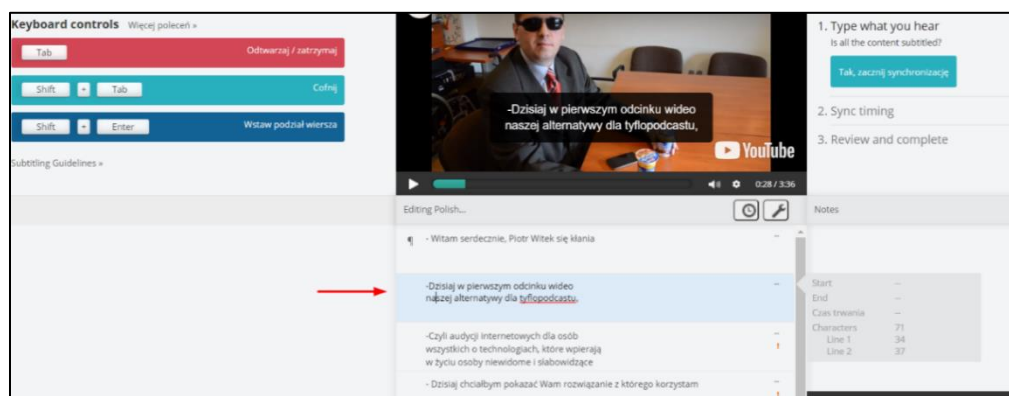 Keyboard controls Więcej poleceń »
Tab Odtwarzaj / zatrzymaj
Shift + Tab Cofnij
Shift + Enter Wstaw podział wiersza
Subtitling Guidelines »
-Dzisiaj w pierwszym odcinku wideo
naszej alternatywy dla tyflopodcastu,
YouTube
0:28 / 3:36
Editing Polish...
¶ - Witam serdecznie, Piotr Witek się kłania --
-Dzisiaj w pierwszym odcinku wideo --
naszej alternatywy dla tyflopodcastu,
-Czyli audycji internetowych dla osób --
wszystkich o technologiach, które wpierają !
w życiu osoby niewidome i słabowidzące
- Dzisiaj chciałbym pokazać Wam rozwiązanie z którego korzystam --
!
1. Type what you hear
Is all the content subtitled?
Tak, zacznij synchronizację
2. Sync timing
3. Review and complete
Notes
Start --
End --
Czas trwania --
Characters 71
Line 1 34
Line 2 37